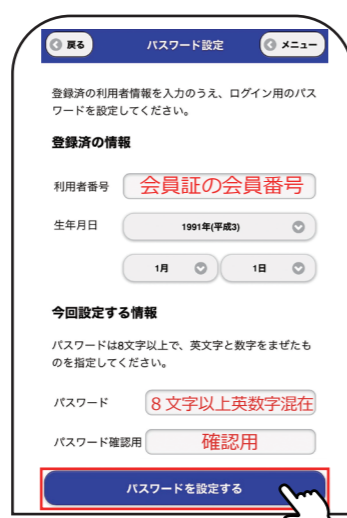 戻る パスワード設定 メニュー
登録済の利用者情報を入力のうえ、ログイン用のパス
ワードを設定してください。
登録済の情報
利用者番号 会員証の会員番号
生年月日 1991年(平成3)
1月 1日
今回設定する情報
パスワードは8文字以上で、英文字と数字をまぜたも
のを指定してください。
パスワード 8文字以上英数字混在
パスワード確認用 確認用
パスワードを設定する